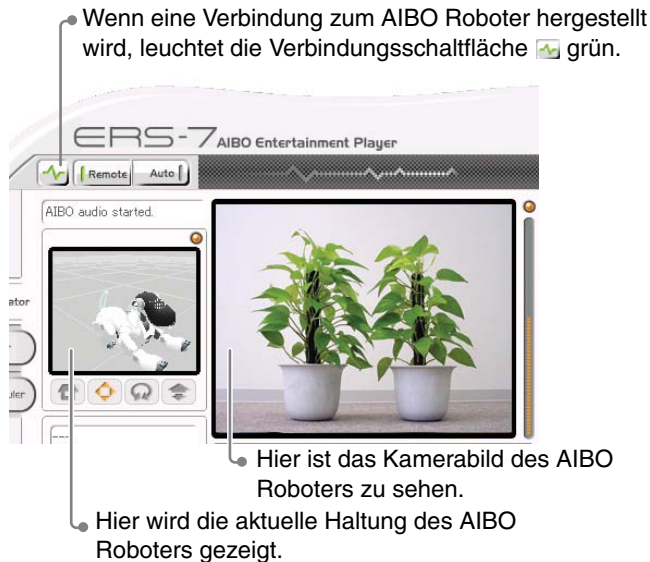 Wenn eine Verbindung zum AIBO Roboter hergestellt
wird, leuchtet die Verbindungsschaltfläche grün.
ERS-7 AIBO Entertainment Player
Remote Auto
AIBO audio started.
Hier ist das Kamerabild des AIBO
Roboters zu sehen.
Hier wird die aktuelle Haltung des AIBO
Roboters gezeigt.